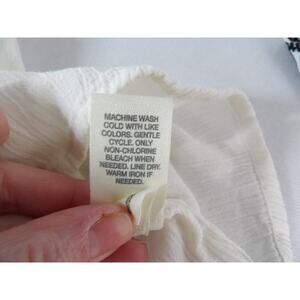 MACHINE WASH
COLD WITH LIKE
COLORS. GENTLE
CYCLE. ONLY
NON-CHLORINE
BLEACH WHEN
NEEDED. LINE DRY.
WARM IRON IF
NEEDED.